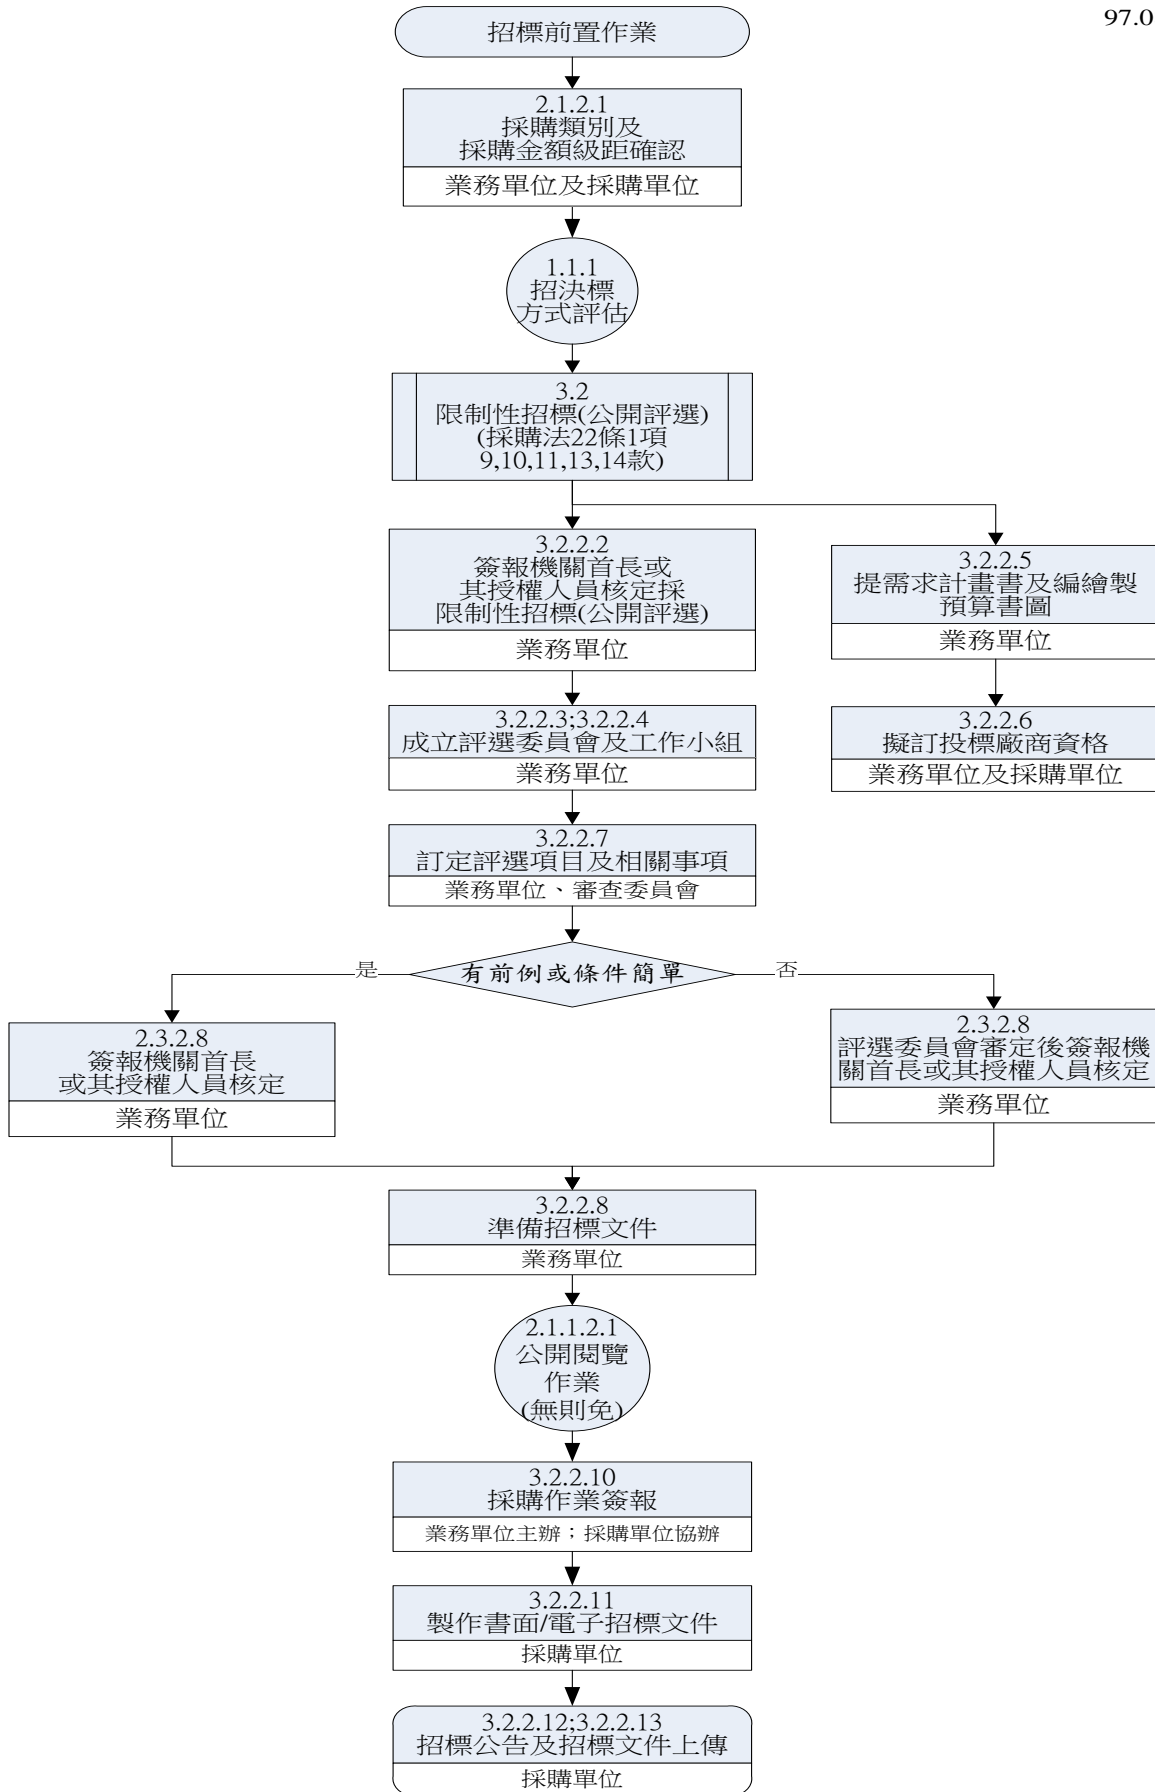 97.0
招標前置作業
2.1.2.1
採購類別及
採購金額級距確認
業務單位及採購單位
1.1.1
招決標
方式評估
3.2
限制性招標(公開評選)
(採購法22條1項
9,10,11,13,14款)
3.2.2.2
簽報機關首長或
其授權人員核定採
限制性招標(公開評選)
業務單位
3.2.2.5
提需求計畫書及編繪製
預算書圖
業務單位
3.2.2.3;3.2.2.4
成立評選委員會及工作小組
業務單位
3.2.2.6
擬訂投標廠商資格
業務單位及採購單位
3.2.2.7
訂定評選項目及相關事項
業務單位、審查委員會
是
有前例或條件簡單
否
2.3.2.8
簽報機關首長
或其授權人員核定
業務單位
2.3.2.8
評選委員會審定後簽報機
關首長或其授權人員核定
業務單位
3.2.2.8
準備招標文件
業務單位
2.1.1.2.1
公開閱覽
作業
(無則免)
3.2.2.10
採購作業簽報
業務單位主辦；採購單位協辦
3.2.2.11
製作書面/電子招標文件
採購單位
3.2.2.12;3.2.2.13
招標公告及招標文件上傳
採購單位